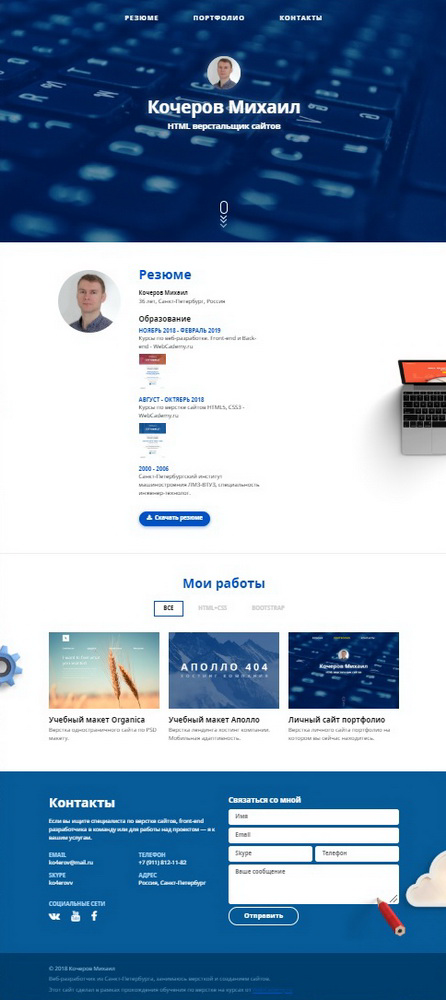 РЕЗЮМЕ ПОРТФОЛИО КОНТАКТЫ
Кочеров Михаил
HTML верстальщик сайтов
Резюме
Кочеров Михаил
36 лет, Санкт-Петербург, Россия
Образование
НОЯБРЬ 2018 - ФЕВРАЛЬ 2019
Курсы по веб-разработке. Front-end и Back-
end - WebCademy.ru
АВГУСТ - ОКТЯБРЬ 2018
Курсы по верстке сайтов HTML5, CSS3 -
WebCademy.ru
2000 - 2006
Санкт-Петербургский институт
машиностроения ЛМЗ-ВТУЗ, специальность
инженер-технолог.
Скачать резюме
Мои работы
ВСЕ HTML+CSS BOOTSTRAP
АПОЛЛО 404
ХОСТИНГ КОМПАНИЯ
Кочеров Михаил
Учебный макет Organica
Верстка одностраничного сайта по PSD
макету.
Учебный макет Аполло
Верстка лендинга хостинг компании.
Мобильная адаптивность.
Личный сайт портфолио
Верстка личного сайта портфолио на
котором вы сейчас находитесь.
Контакты
Если вы ищите специалиста по верстке сайтов, front-end
разработчика в команду или для работы над проектом — я к
вашим услугам.
EMAIL
ko4erov@mail.ru
ТЕЛЕФОН
+7 (911) 812-11-82
SKYPE
ko4erovv
АДРЕС
Россия, Санкт-Петербург
СОЦИАЛЬНЫЕ СЕТИ
Связаться со мной
Имя
Email
Skype
Телефон
Ваше сообщение
Отправить
© 2018 Кочеров Михаил
Веб-разработчик из Санкт-Петербурга, занимаюсь версткой и созданием сайтов.
Этот сайт сделан в рамках прохождения обучения по верстке на курсах от